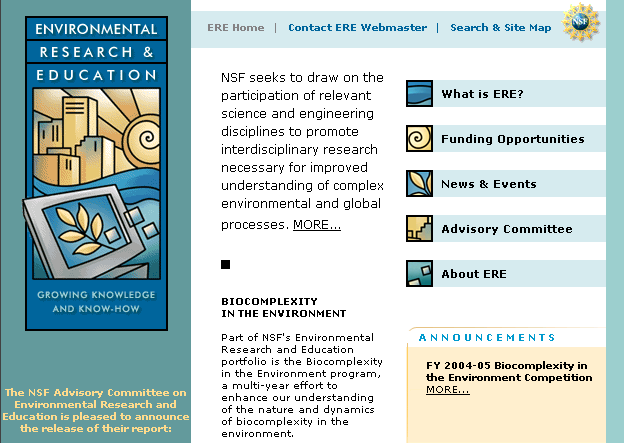 ENVIRONMENTAL
RESEARCH &
EDUCATION
GROWING KNOWLEDGE
AND KNOW-HOW
The NSF Advisory Committee on
Environmental Research and
Education is pleased to announce
the release of their report:
ERE Home | Contact ERE Webmaster | Search & Site Map
NSF
NSF seeks to draw on the
participation of relevant
science and engineering
disciplines to promote
interdisciplinary research
necessary for improved
understanding of complex
environmental and global
processes. MORE...
BIOCOMPLEXITY
IN THE ENVIRONMENT
Part of NSF's Environmental
Research and Education
portfolio is the Biocomplexity
in the Environment program,
a multi-year effort to
enhance our understanding
of the nature and dynamics
of biocomplexity in the
environment.
What is ERE?
Funding Opportunities
News & Events
Advisory Committee
About ERE
ANNOUNCEMENTS
FY 2004-05 Biocomplexity in
the Environment Competition
MORE...